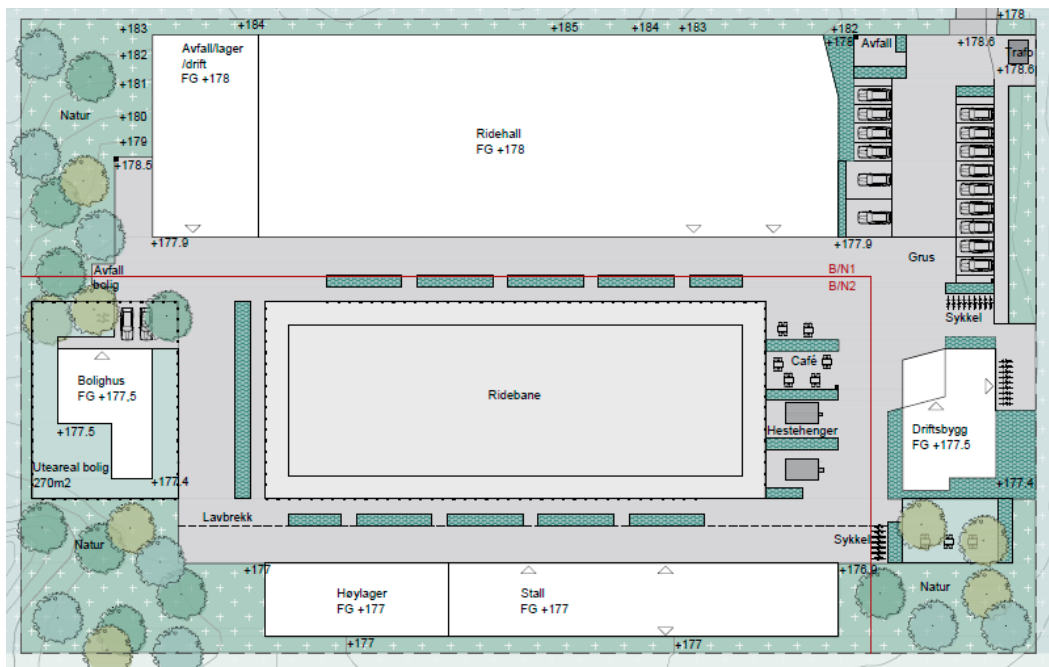 +184
+185
+184
+183
+182
+178
+183
+182
+181
+180
+179
+178.5
Natur
Avfall/lager
/drift
FG +178
Ridehall
FG +178
+178
Avfall
+178.6
Trafo
+178.6
+177.9
+177.9
Grus
Avfall
bolig
B/N1
B/N2
Sykkel
Bolighus
FG +177,5
+177.5
Uteareal bolig
270m2
+177.4
Ridebane
Café
Hestehenger
Driftsbygg
FG +177.5
+177.4
Lavbrekk
Sykkel
Natur
+177
+176.9
Høylager
FG +177
Stall
FG +177
Natur
+177
+177